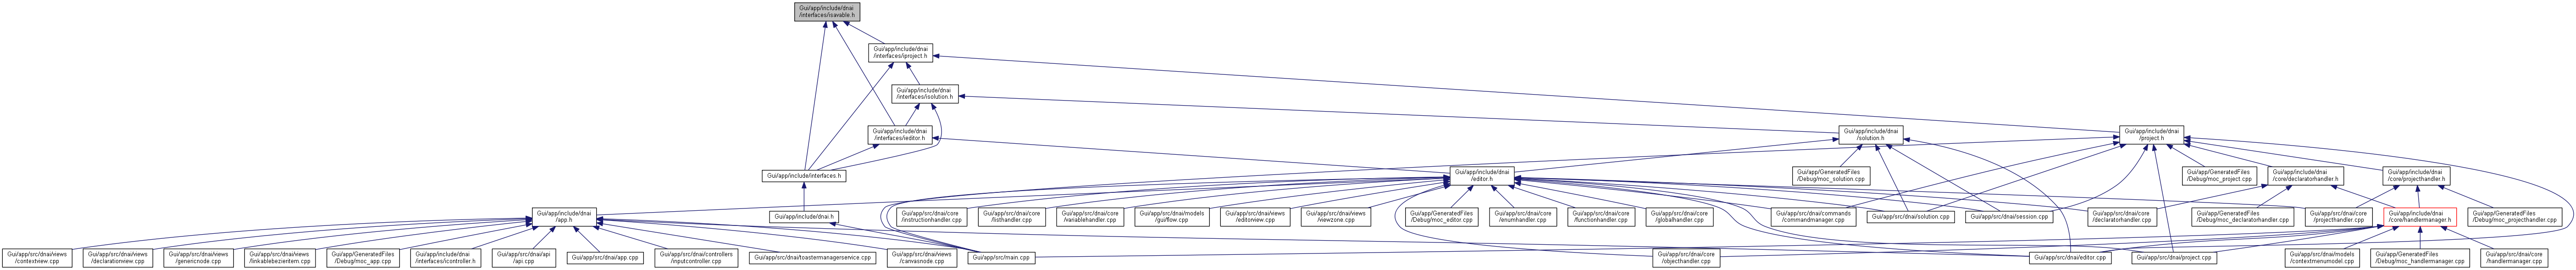 Gui/app/include/dnai
/interfaces/isavable.h
Gui/app/include/dnai
/interfaces/iproject.h
Gui/app/include/dnai
/interfaces/isolution.h
Gui/app/include/dnai
/interfaces/ieditor.h
Gui/app/include/dnai
/solution.h
Gui/app/include/dnai
/project.h
Gui/app/include/interfaces.h
Gui/app/include/dnai
/editor.h
Gui/app/GeneratedFiles
/Debug/moc_solution.cpp
Gui/app/GeneratedFiles
/Debug/moc_project.cpp
Gui/app/include/dnai
/core/declaratorhandler.h
Gui/app/include/dnai
/core/projecthandler.h
Gui/app/include/dnai
/app.h
Gui/app/include/dnai.h
Gui/app/src/dnai/core
/instructionhandler.cpp
Gui/app/src/dnai/core
/listhandler.cpp
Gui/app/src/dnai/core
/variablehandler.cpp
Gui/app/src/dnai/models
/gui/flow.cpp
Gui/app/src/dnai/views
/editorview.cpp
Gui/app/src/dnai/views
/viewzone.cpp
Gui/app/GeneratedFiles
/Debug/moc_editor.cpp
Gui/app/src/dnai/core
/enumhandler.cpp
Gui/app/src/dnai/core
/functionhandler.cpp
Gui/app/src/dnai/core
/globalhandler.cpp
Gui/app/src/dnai/commands
/commandmanager.cpp
Gui/app/src/dnai/solution.cpp
Gui/app/src/dnai/session.cpp
Gui/app/src/dnai/core
/declaratorhandler.cpp
Gui/app/GeneratedFiles
/Debug/moc_declaratorhandler.cpp
Gui/app/src/dnai/core
/projecthandler.cpp
Gui/app/include/dnai
/core/handlermanager.h
Gui/app/GeneratedFiles
/Debug/moc_projecthandler.cpp
Gui/app/src/dnai/views
/contextview.cpp
Gui/app/src/dnai/views
/declarationview.cpp
Gui/app/src/dnai/views
/genericnode.cpp
Gui/app/src/dnai/views
/linkablebezieritem.cpp
Gui/app/GeneratedFiles
/Debug/moc_app.cpp
Gui/app/include/dnai
/interfaces/icontroller.h
Gui/app/src/dnai/api
/api.cpp
Gui/app/src/dnai/app.cpp
Gui/app/src/dnai/controllers
/inputcontroller.cpp
Gui/app/src/dnai/toastermanagerservice.cpp
Gui/app/src/dnai/views
/canvasnode.cpp
Gui/app/src/main.cpp
Gui/app/src/dnai/core
/objecthandler.cpp
Gui/app/src/dnai/editor.cpp
Gui/app/src/dnai/project.cpp
Gui/app/src/dnai/models
/contextmenumodel.cpp
Gui/app/GeneratedFiles
/Debug/moc_handlermanager.cpp
Gui/app/src/dnai/core
/handlermanager.cpp